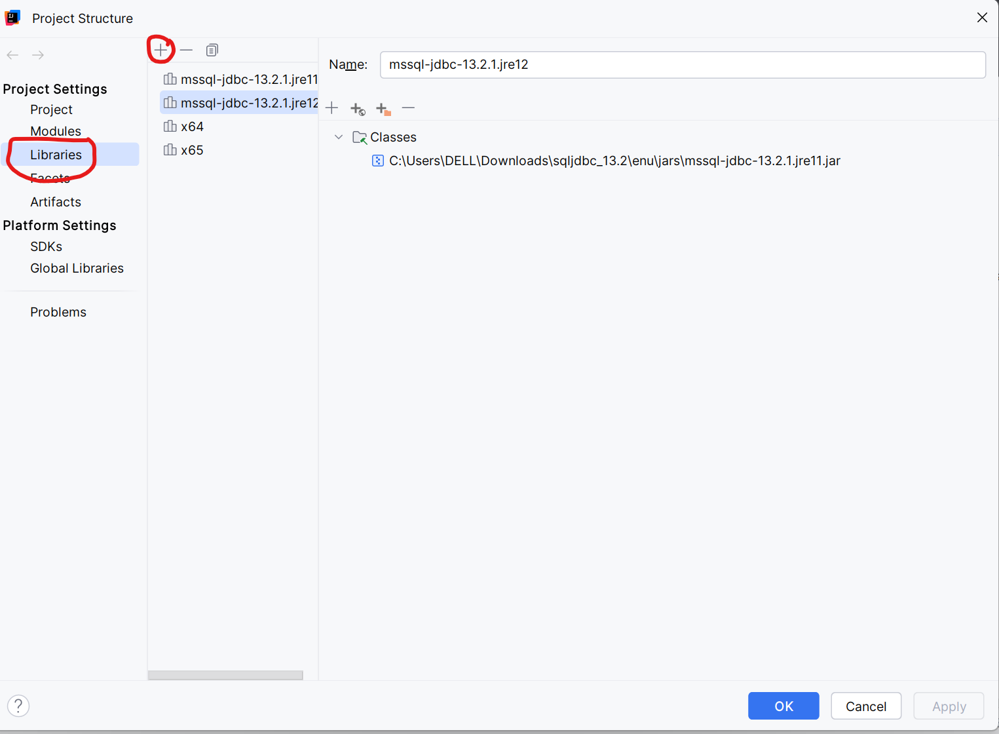 Project Structure
Project Settings
Project
Modules
Libraries
Facets
Artifacts
Platform Settings
SDKs
Global Libraries
Problems
mssql-jdbc-13.2.1.jre11
mssql-jdbc-13.2.1.jre12
x64
x65
Name: mssql-jdbc-13.2.1.jre12
Classes
C:\Users\DELL\Downloads\sqljdbc_13.2\enu\jars\mssql-jdbc-13.2.1.jre11.jar
?
OK Cancel Apply